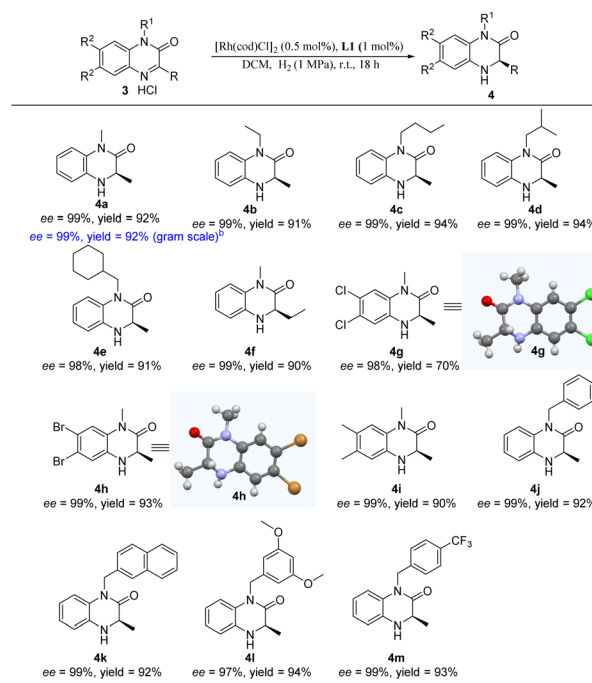 R¹
R²
R²
N
O
N
R
3 HCl
[Rh(cod)Cl]₂ (0.5 mol%), L1 (1 mol%)
DCM, H₂ (1 MPa), r.t., 18 h
R¹
R²
R²
N
O
N
H
R
4
N
O
N
H
4a
ee = 99%, yield = 92%
ee = 99%, yield = 92% (gram scale)ᵇ
N
O
N
H
4b
ee = 99%, yield = 91%
N
O
N
H
4c
ee = 99%, yield = 94%
N
O
N
H
4d
ee = 99%, yield = 94%
N
O
N
H
4e
ee = 98%, yield = 91%
N
O
N
H
4f
ee = 99%, yield = 90%
Cl
Cl
N
O
N
H
4g
ee = 98%, yield = 70%
4g
Br
Br
N
O
N
H
4h
ee = 99%, yield = 93%
4h
N
O
N
H
4i
ee = 99%, yield = 90%
N
O
N
H
4j
ee = 99%, yield = 92%
N
O
N
H
4k
ee = 99%, yield = 92%
O
O
N
O
N
H
4l
ee = 97%, yield = 94%
CF₃
N
O
N
H
4m
ee = 99%, yield = 93%